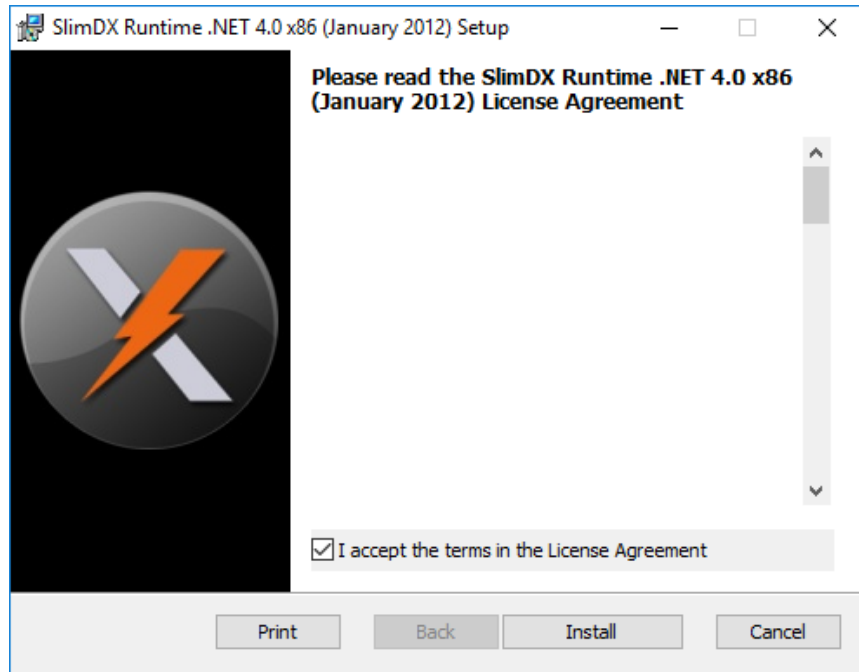 SlimDX Runtime .NET 4.0 x86 (January 2012) Setup
Please read the SlimDX Runtime .NET 4.0 x86
(January 2012) License Agreement
I accept the terms in the License Agreement
Print
Back
Install
Cancel